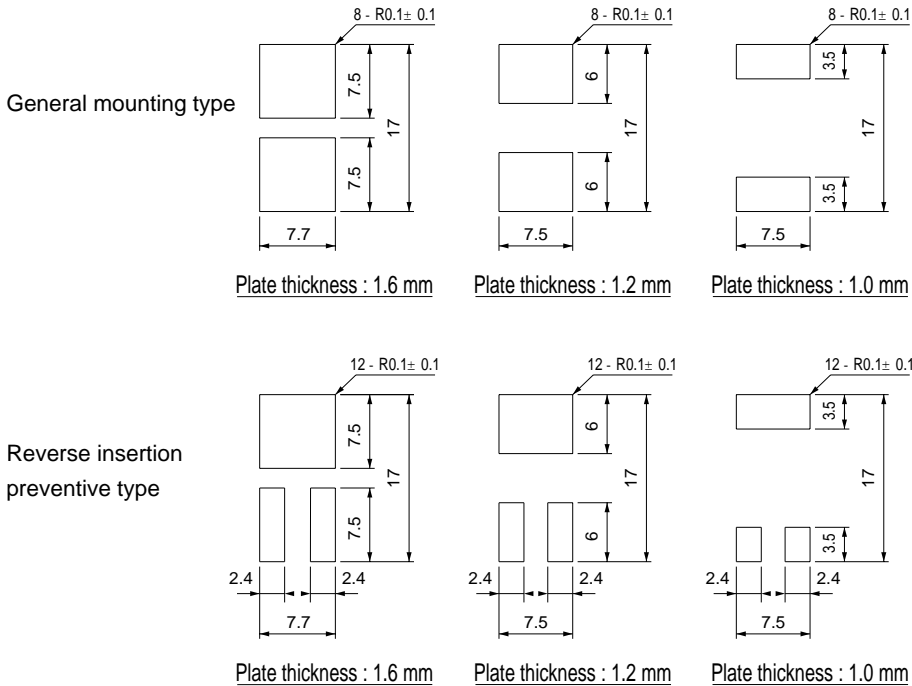 8 - R0.1± 0.1
8 - R0.1± 0.1
8 - R0.1± 0.1
General mounting type
7.5
7.5
17
7.7
6
6
17
7.5
3.5
3.5
17
7.5
Plate thickness : 1.6 mm
Plate thickness : 1.2 mm
Plate thickness : 1.0 mm
12 - R0.1± 0.1
12 - R0.1± 0.1
12 - R0.1± 0.1
Reverse insertion
preventive type
7.5
7.5
17
2.4
2.4
7.7
6
6
17
2.4
2.4
7.5
3.5
3.5
17
2.4
2.4
7.5
Plate thickness : 1.6 mm
Plate thickness : 1.2 mm
Plate thickness : 1.0 mm